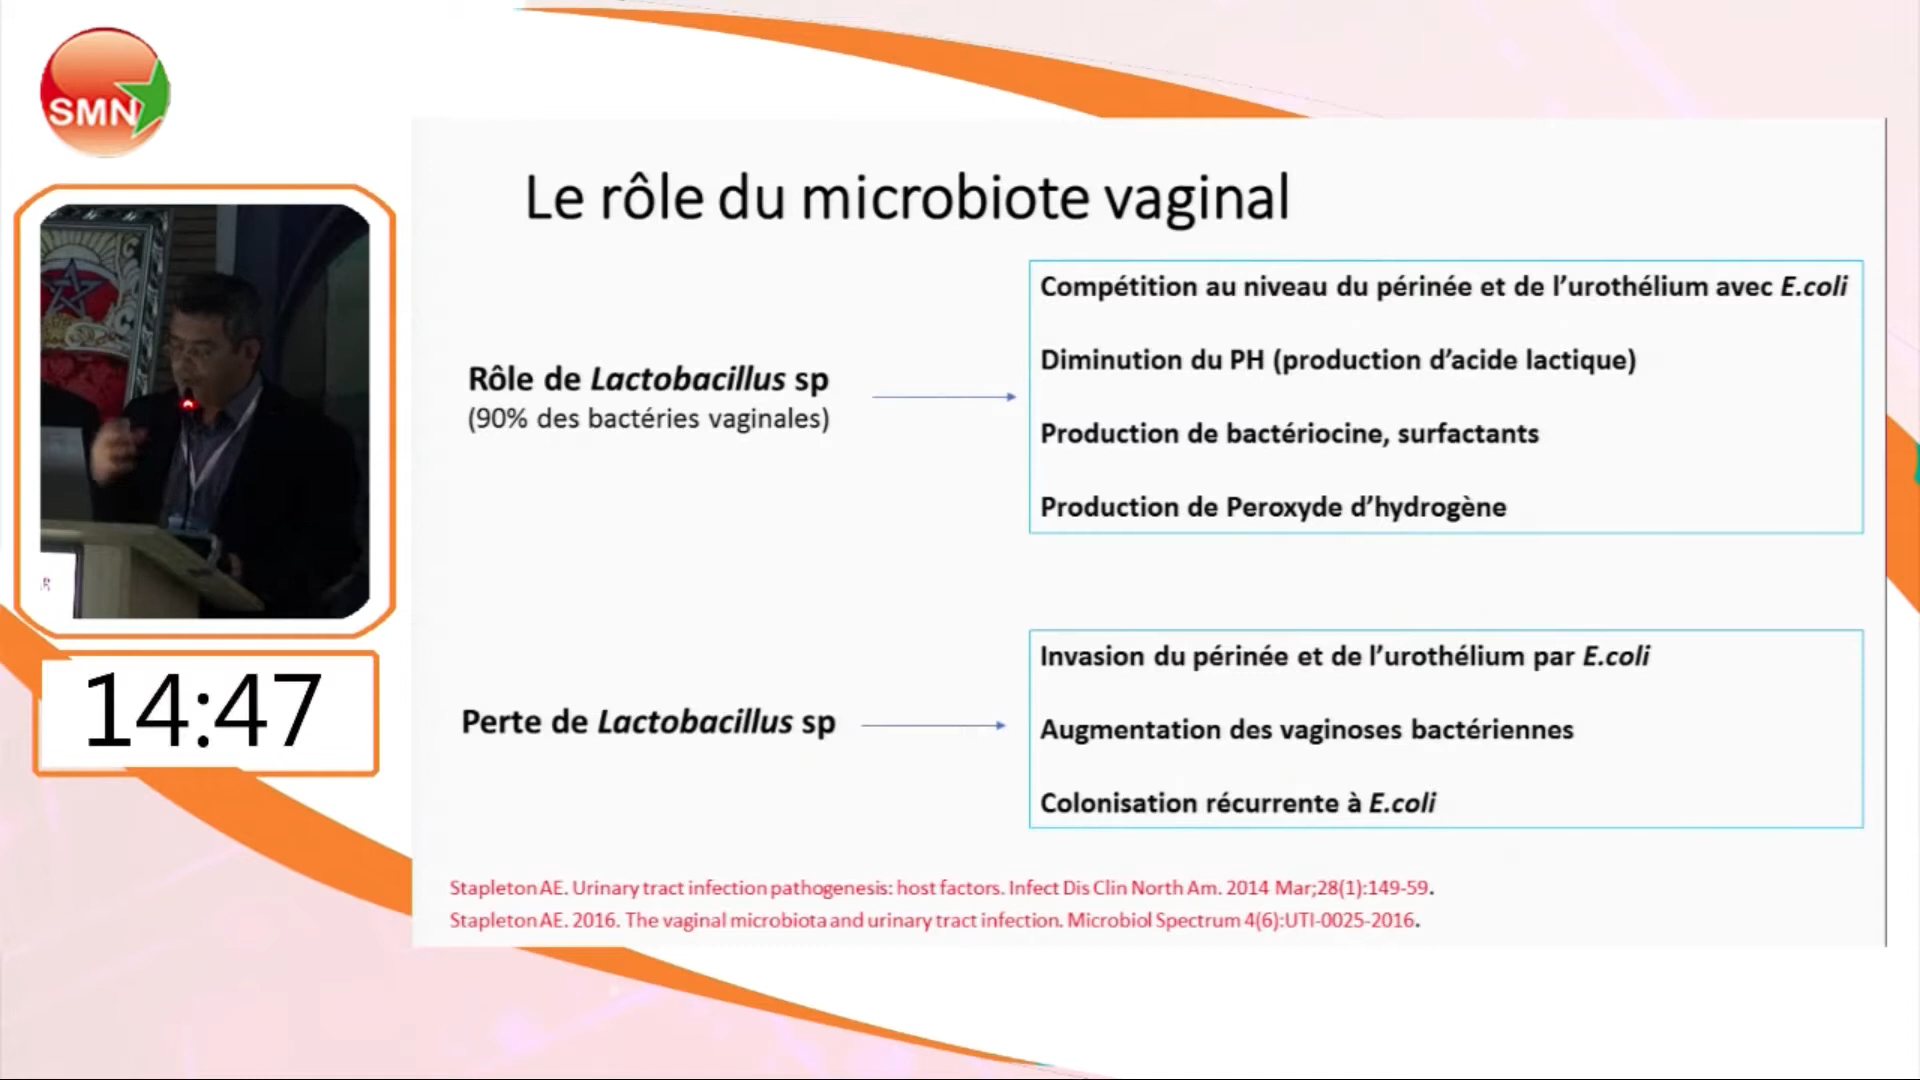 SMN
Le rôle du microbiote vaginal
Compétition au niveau du périnée et de l’urothélium avec E.coli
Diminution du PH (production d’acide lactique)
Rôle de Lactobacillus sp
(90% des bactéries vaginales)
Production de bactériocine, surfactants
Production de Peroxyde d’hydrogène
Invasion du périnée et de l’urothélium par E.coli
Perte de Lactobacillus sp
Augmentation des vaginoses bactériennes
Colonisation récurrente à E.coli
14:47
Stapleton AE. Urinary tract infection pathogenesis: host factors. Infect Dis Clin North Am. 2014 Mar;28(1):149-59.
Stapleton AE. 2016. The vaginal microbiota and urinary tract infection. Microbiol Spectrum 4(6):UTI-0025-2016.